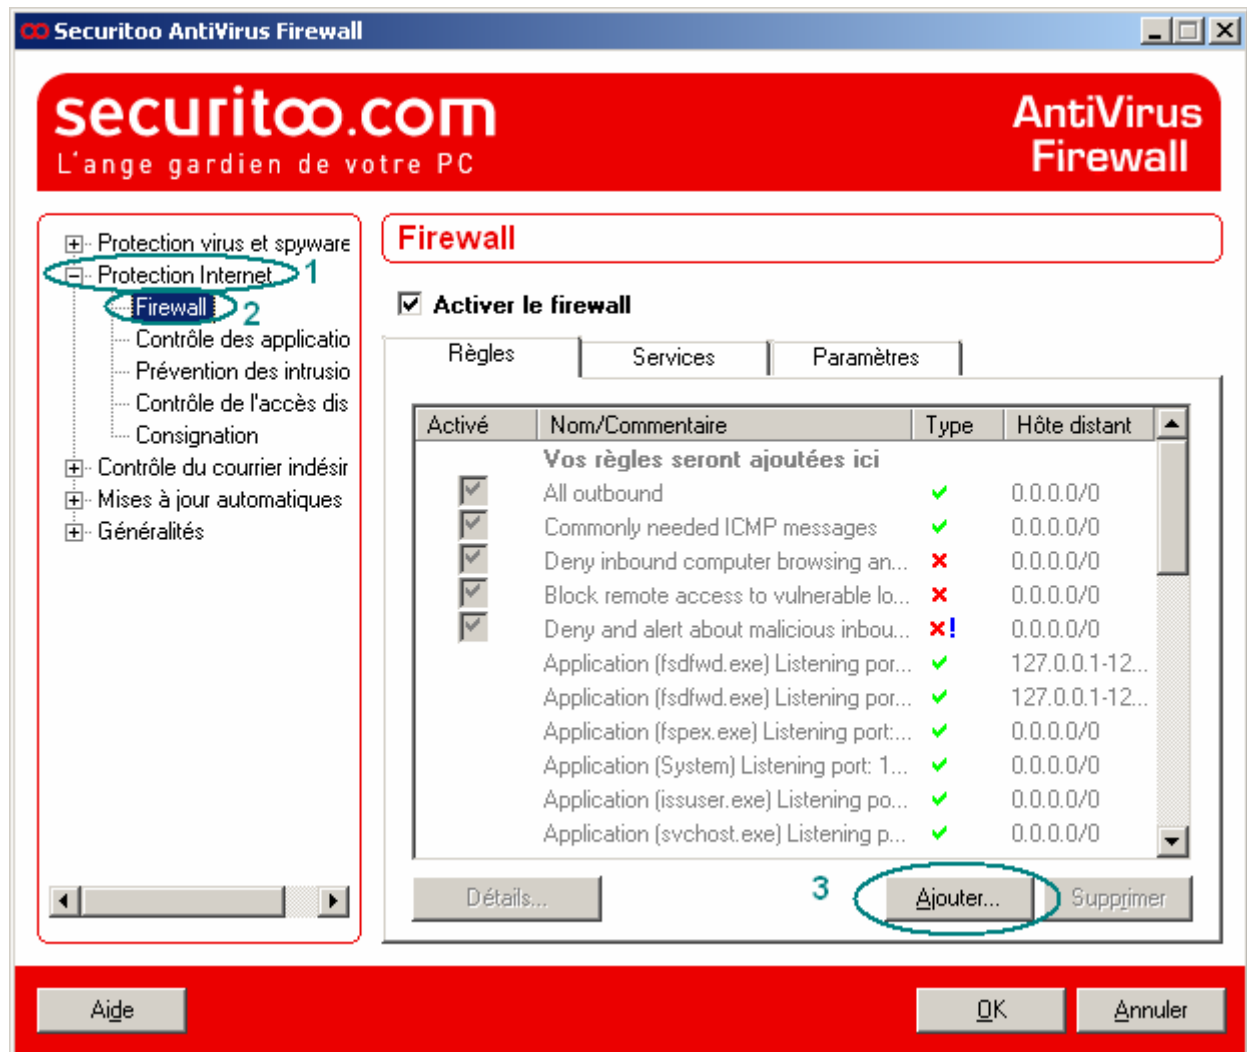 Securitoo AntiVirus Firewall
securitoo.com
L'ange gardien de votre PC
AntiVirus
Firewall
Protection virus et spyware
Protection Internet 1
Firewall 2
Contrôle des applicatio
Prévention des intrusio
Contrôle de l'accès dis
Consignation
Contrôle du courrier indésir
Mises à jour automatiques
Généralités
Firewall
Activer le firewall
Règles Services Paramètres
Activé Nom/Commentaire Type Hôte distant
Vos règles seront ajoutées ici
All outbound 0.0.0.0/0
Commonly needed ICMP messages 0.0.0.0/0
Deny inbound computer browsing an... 0.0.0.0/0
Block remote access to vulnerable lo... 0.0.0.0/0
Deny and alert about malicious inbou... ! 0.0.0.0/0
Application (fsdfwd.exe) Listening por... 127.0.0.1-12...
Application (fsdfwd.exe) Listening por... 127.0.0.1-12...
Application (fspex.exe) Listening port:... 0.0.0.0/0
Application (System) Listening port: 1... 0.0.0.0/0
Application (issuser.exe) Listening po... 0.0.0.0/0
Application (svchost.exe) Listening p... 0.0.0.0/0
Détails... 3 Ajouter... Supprimer
Aide OK Annuler